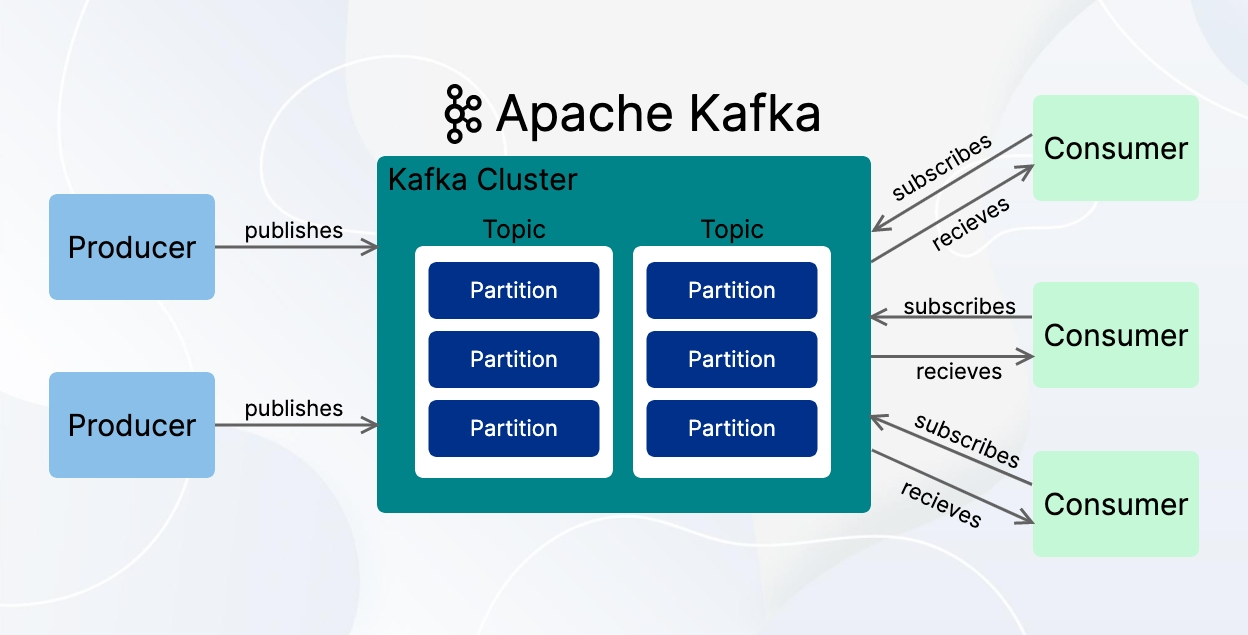 Apache Kafka
Kafka Cluster
Producer
publishes
Producer
publishes
Topic
Partition
Partition
Partition
Topic
Partition
Partition
Partition
subscribes
recieves
Consumer
subscribes
recieves
Consumer
subscribes
recieves
Consumer